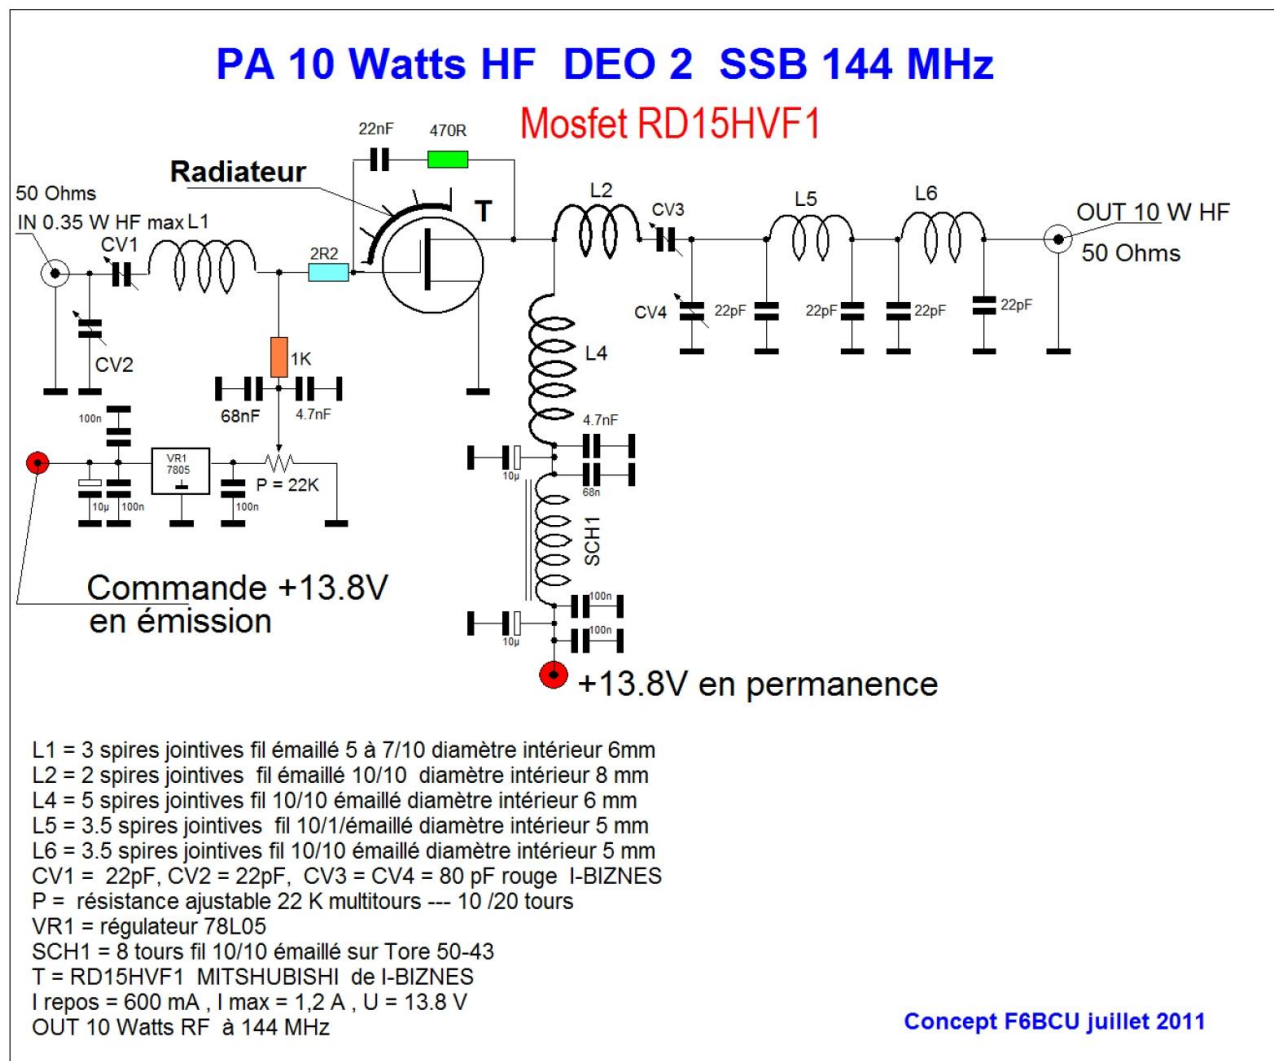 PA 10 Watts HF DEO 2 SSB 144 MHz
Mosfet RD15HVF1
22nF
470R
Radiateur
T
50 Ohms
IN 0.35 W HF max
L1
CV1
2R2
L2
CV3
L5
L6
OUT 10 W HF
50 Ohms
CV2
CV4
22pF
22pF
22pF
22pF
1K
L4
68nF
4.7nF
100n
4.7nF
VR1
7805
P = 22K
10µ
68n
10µ
100n
100n
SCH1
Commande +13.8V
en émission
100n
10µ
100n
+13.8V en permanence
L1 = 3 spires jointives fil émaillé 5 à 7/10 diamètre intérieur 6mm
L2 = 2 spires jointives fil émaillé 10/10 diamètre intérieur 8 mm
L4 = 5 spires jointives fil 10/10 émaillé diamètre intérieur 6 mm
L5 = 3.5 spires jointives fil 10/1/émaillé diamètre intérieur 5 mm
L6 = 3.5 spires jointives fil 10/10 émaillé diamètre intérieur 5 mm
CV1 = 22pF, CV2 = 22pF, CV3 = CV4 = 80 pF rouge I-BIZNES
P = résistance ajustable 22 K multitours --- 10 /20 tours
VR1 = régulateur 78L05
SCH1 = 8 tours fil 10/10 émaillé sur Tore 50-43
T = RD15HVF1 MITSHUBISHI de I-BIZNES
I repos = 600 mA , I max = 1,2 A , U = 13.8 V
OUT 10 Watts RF à 144 MHz
Concept F6BCU juillet 2011